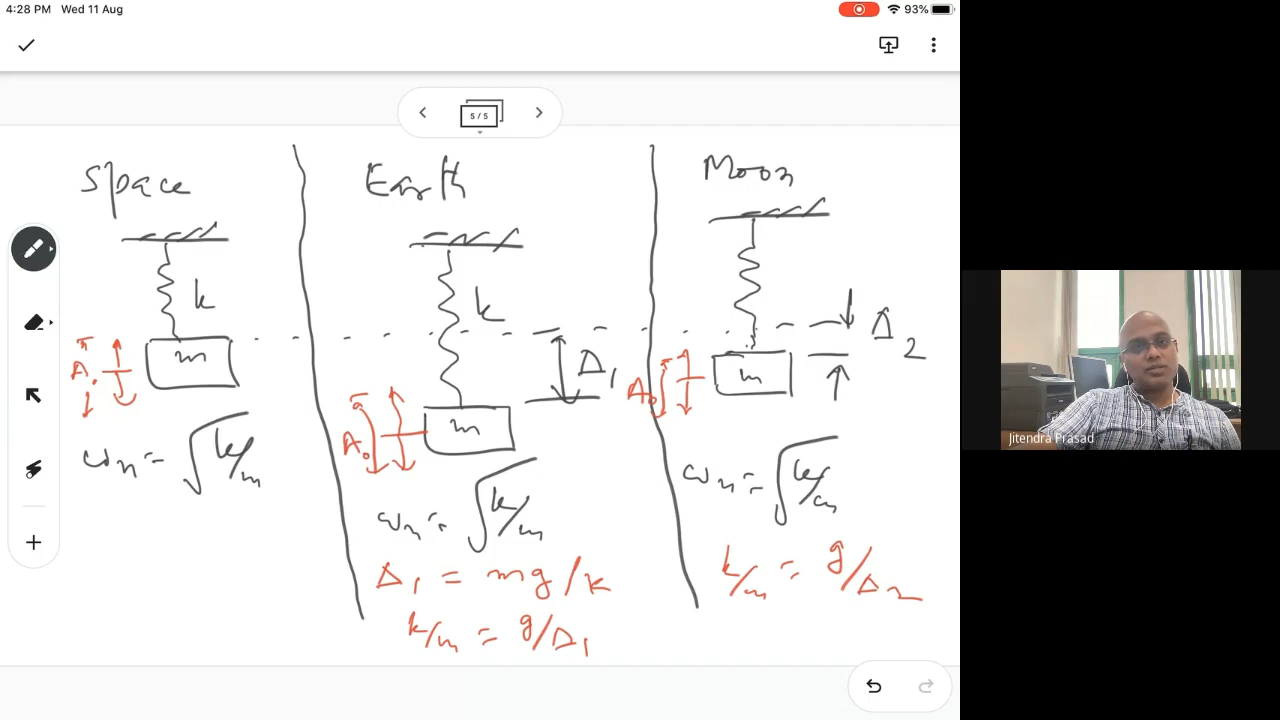 4:28 PM Wed 11 Aug
93%
5 / 5
Space
k
m
A₀
ωn = √k/m
Earth
k
Δ₁
m
A₀
ωn = √k/m
Δ₁ = mg/k
k/m = g/Δ₁
Moon
Δ₂
m
A₀
ωn = √k/m
k/m = g/Δ₂
Jitendra Prasad